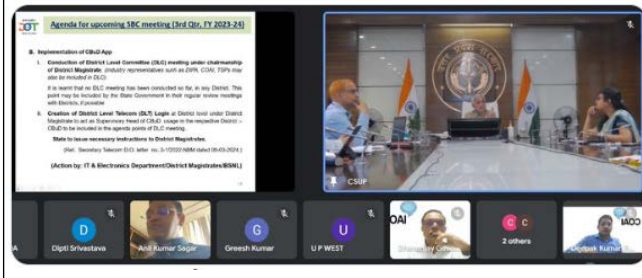 DOT
Agenda for upcoming SBC meeting (3rd Qtr, FY 2023-24)
B. Implementation of CBuD App
I. Conduction of District Level Committee (DLC) meeting under chairmanship
of District Magistrate. (Industry representatives such as DIPA, COAI, TSPs may
also be included in DLC)
It is learnt that no DLC meeting has been conducted so far, in any District. This
point may be included by the State Government in their regular review meetings
with Districts, if possible
II. Creation of District Level Telecom (DLT) Login at District level under District
Magistrate to act as Supervisory Head of CBuD usage in the respective District -
CBuD to be included in the agenda points of DLC meeting.
State to issue necessary instructions to District Magistrates.
(Action by: IT & Electronics Department/District Magistrates/BSNL)
CSUP
A
D
Dipti Srivastava
Anil Kumar Sagar
G
Greesh Kumar
U
U P WEST
C C
2 others
Deepak Kumar